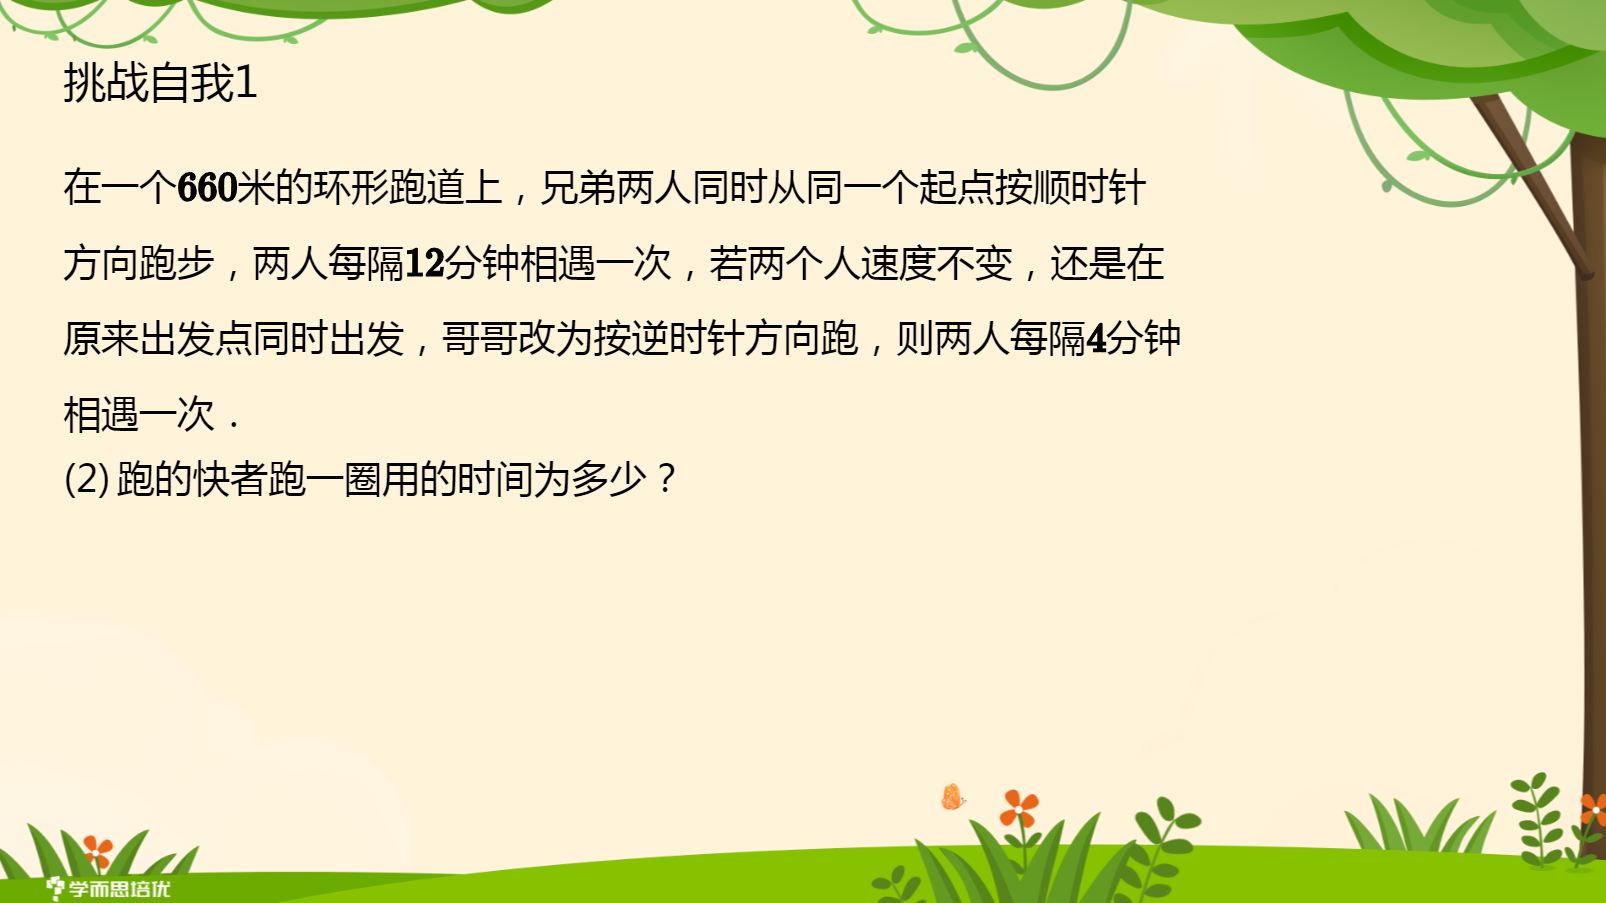 挑战自我1
在一个660米的环形跑道上，兄弟两人同时从同一个起点按顺时针
方向跑步，两人每隔12分钟相遇一次，若两个人速度不变，还是在
原来出发点同时出发，哥哥改为按逆时针方向跑，则两人每隔4分钟
相遇一次．
(2) 跑的快者跑一圈用的时间为多少？
学而思培优